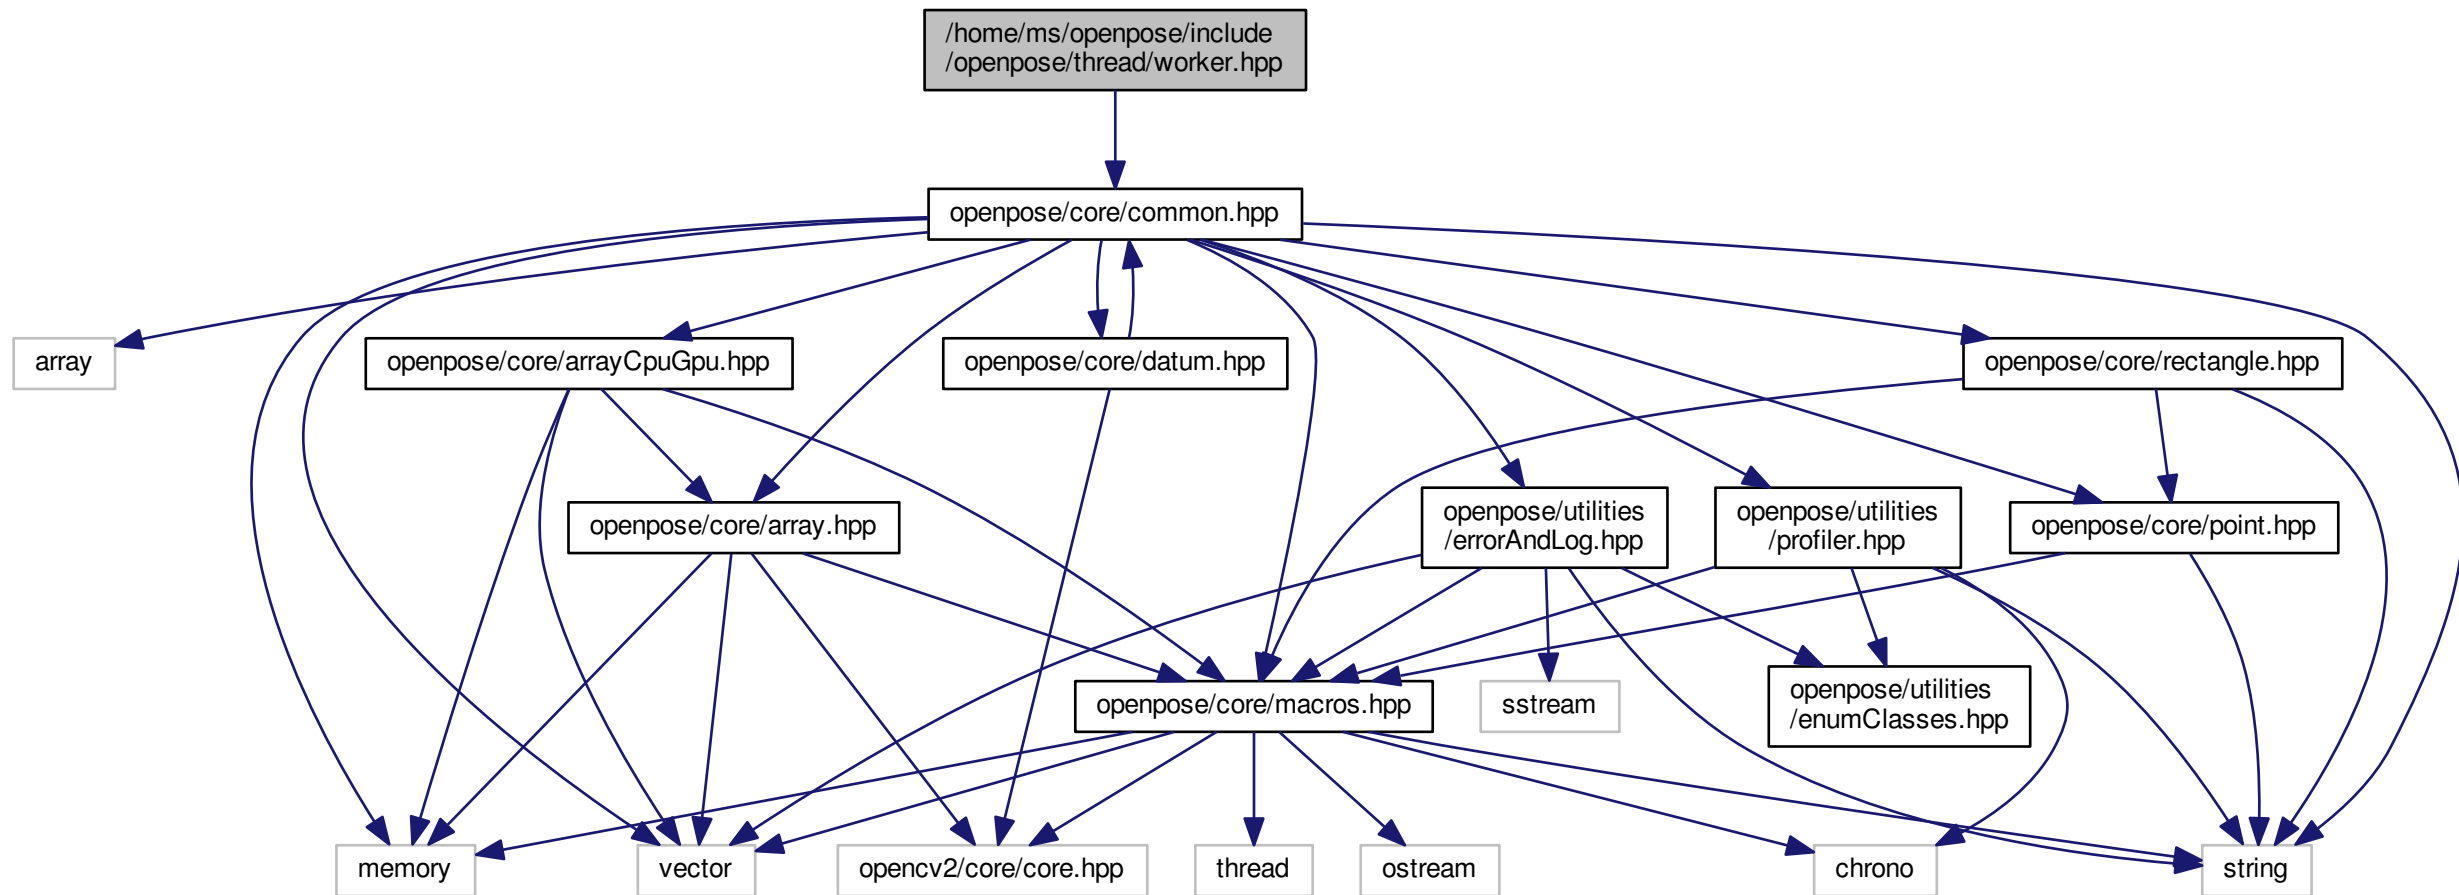 /home/ms/openpose/include
/openpose/thread/worker.hpp
openpose/core/common.hpp
array
openpose/core/arrayCpuGpu.hpp
openpose/core/datum.hpp
openpose/core/rectangle.hpp
openpose/core/array.hpp
openpose/utilities
/errorAndLog.hpp
openpose/utilities
/profiler.hpp
openpose/core/point.hpp
openpose/core/macros.hpp
sstream
openpose/utilities
/enumClasses.hpp
memory
vector
opencv2/core/core.hpp
thread
ostream
chrono
string